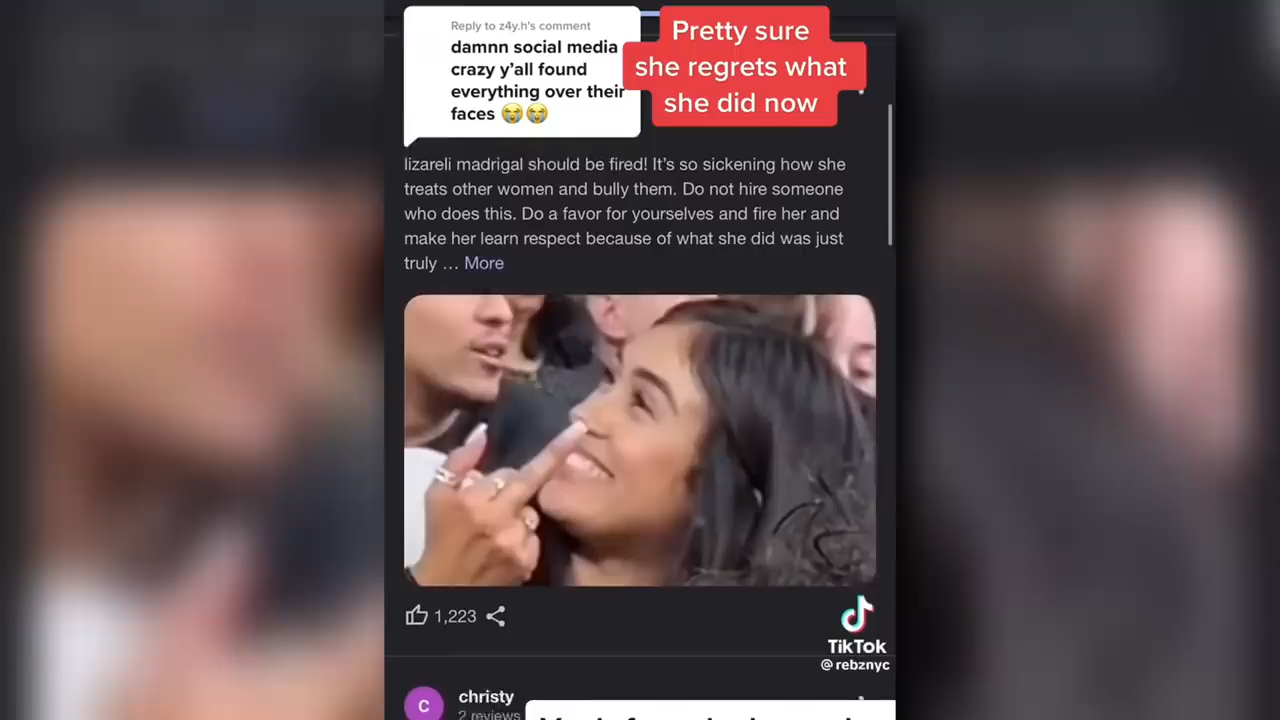 Reply to z4y.h's comment
damnn social media
crazy y'all found
everything over their
faces 😭😭
Pretty sure
she regrets what
she did now
lizareli madrigal should be fired! It's so sickening how she
treats other women and bully them. Do not hire someone
who does this. Do a favor for yourselves and fire her and
make her learn respect because of what she did was just
truly … More
1,223
TikTok
@rebznyc
C
christy
2 reviews